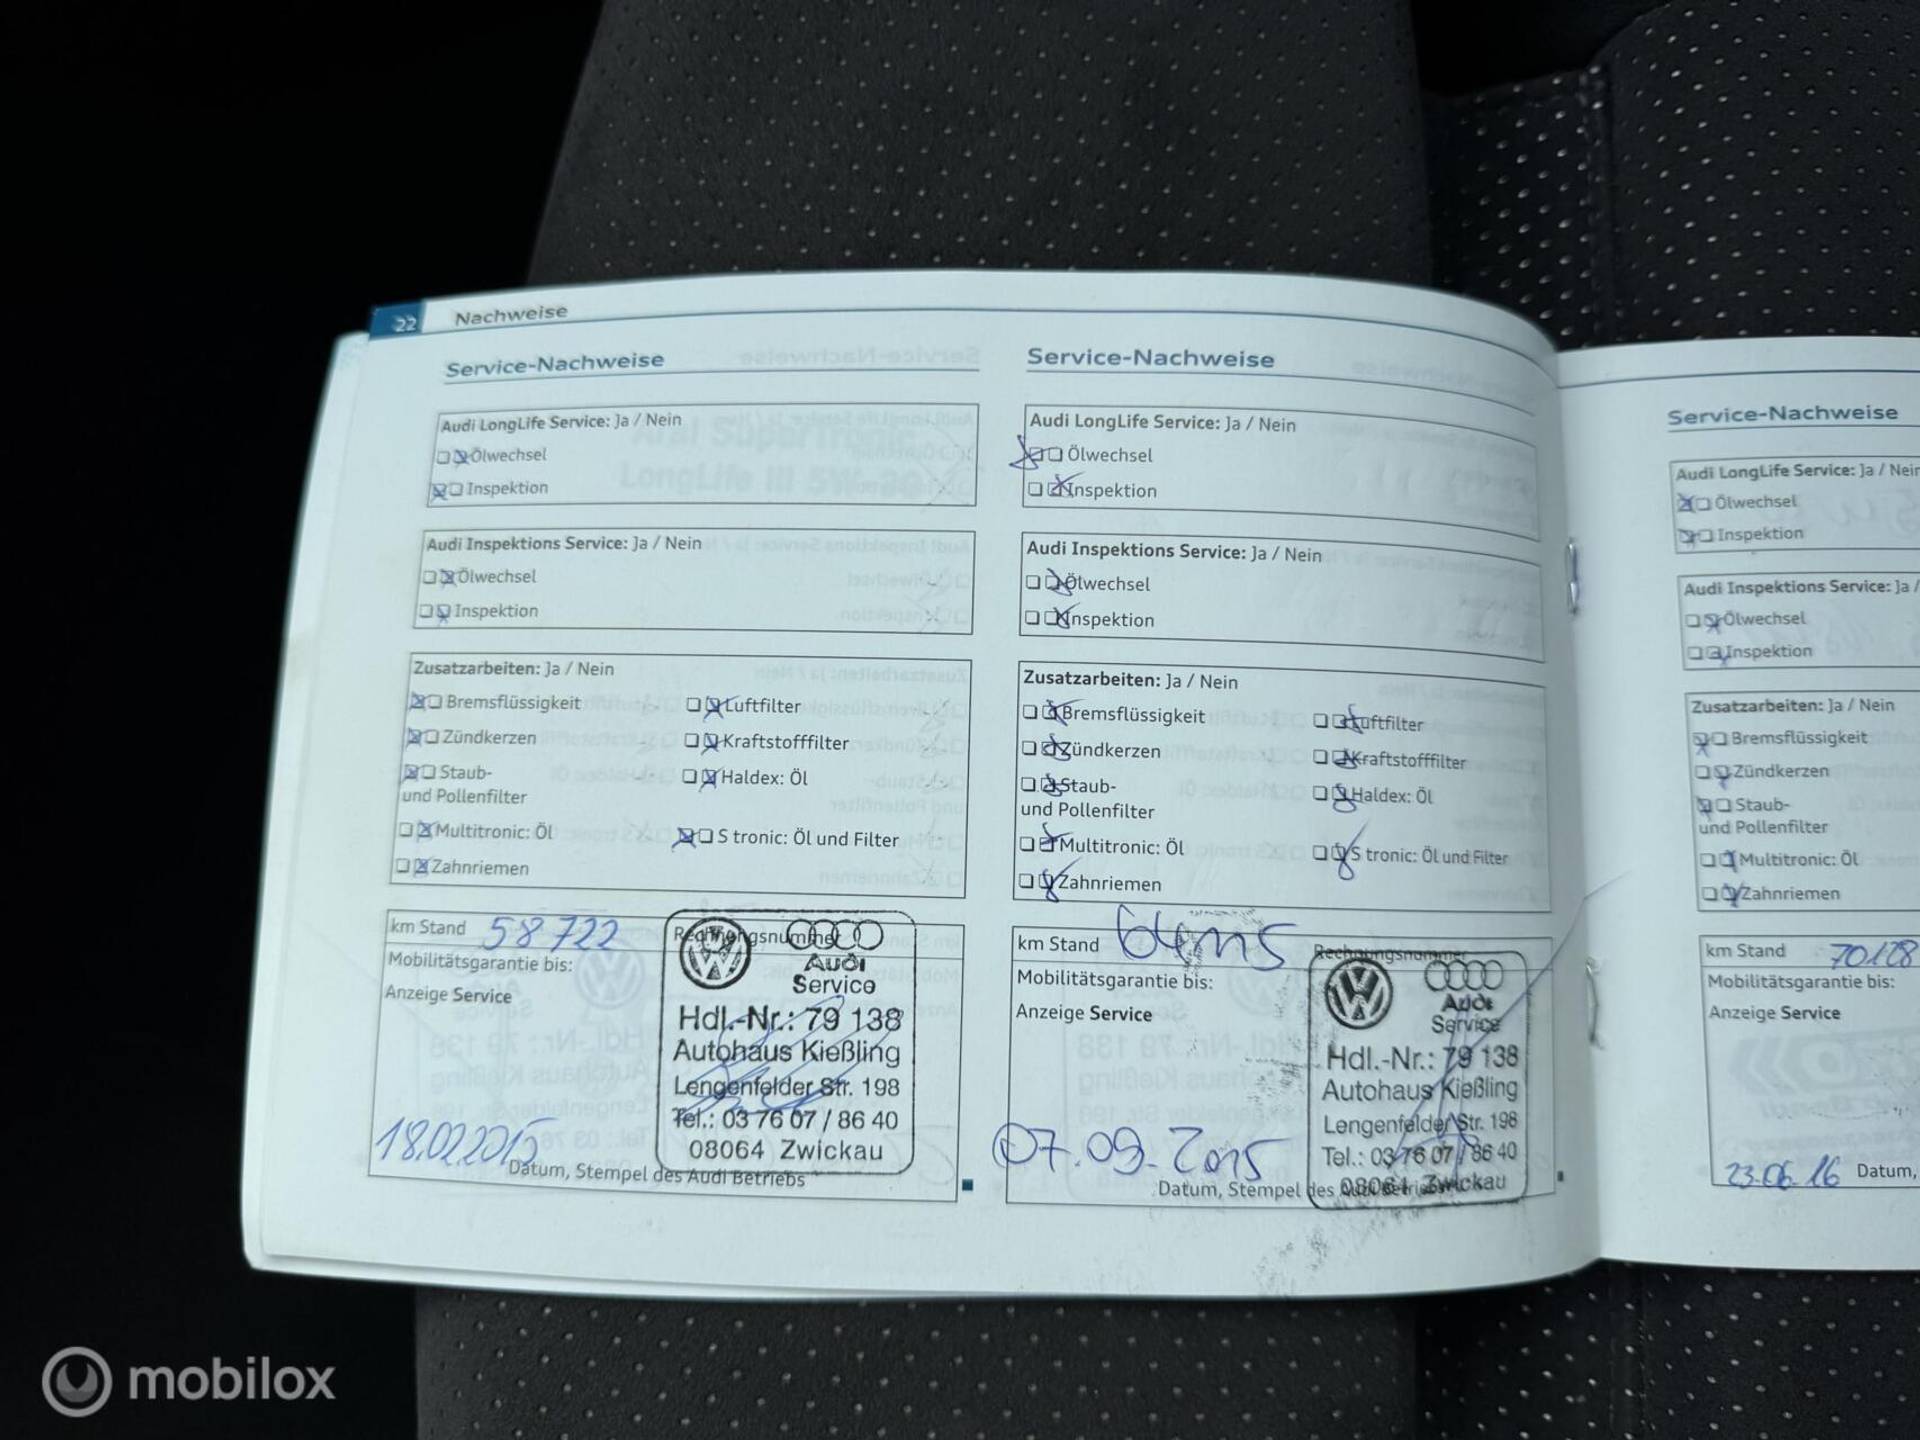 22 Nachweise
Service-Nachweise
Audi LongLife Service: Ja / Nein
Ölwechsel
Inspektion
Audi Inspektions Service: Ja / Nein
Ölwechsel
Inspektion
Zusatzarbeiten: Ja / Nein
Bremsflüssigkeit
Luftfilter
Zündkerzen
Kraftstofffilter
Staub-
und Pollenfilter
Haldex: Öl
Multitronic: Öl
S tronic: Öl und Filter
Zahnriemen
km Stand 58722
Rechnungsnummer
Mobilitätsgarantie bis:
Anzeige Service
Audi
Service
Hdl.-Nr.: 79 138
Autohaus Kießling
Lengenfelder Str. 198
Tel.: 03 76 07 / 86 40
08064 Zwickau
18.02.2015
Datum, Stempel des Audi Betriebs
Service-Nachweise
Audi LongLife Service: Ja / Nein
Ölwechsel
Inspektion
Audi Inspektions Service: Ja / Nein
Ölwechsel
Inspektion
Zusatzarbeiten: Ja / Nein
Bremsflüssigkeit
Luftfilter
Zündkerzen
Kraftstofffilter
Staub-
und Pollenfilter
Haldex: Öl
Multitronic: Öl
S tronic: Öl und Filter
Zahnriemen
km Stand
Rechnungsnummer
Mobilitätsgarantie bis:
Anzeige Service
Audi
Service
Hdl.-Nr.: 79 138
Autohaus Kießling
Lengenfelder Str. 198
Tel.: 03 76 07 / 86 40
08064 Zwickau
07.09.2015
Datum, Stempel des Audi Betriebs
Service-Nachweise
Audi LongLife Service: Ja / Nein
Ölwechsel
Inspektion
Audi Inspektions Service: Ja /
Ölwechsel
Inspektion
Zusatzarbeiten: Ja / Nein
Bremsflüssigkeit
Zündkerzen
Staub-
und Pollenfilter
Multitronic: Öl
Zahnriemen
km Stand
Mobilitätsgarantie bis:
Anzeige Service
23.06.16 Datum,
mobilox